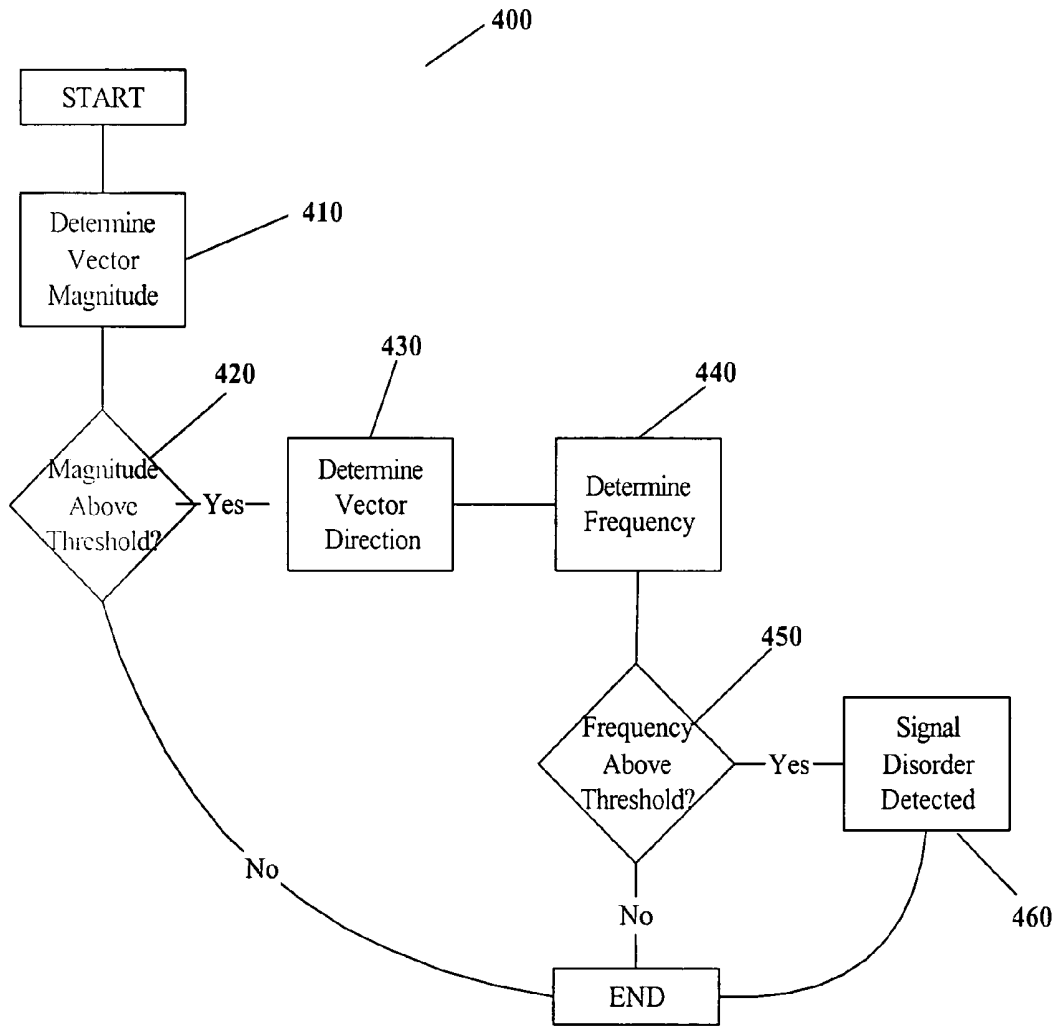 400
START
410
Determine
Vector
Magnitude
420
Magnitude
Above
Threshold?
Yes
430
Determine
Vector
Direction
440
Determine
Frequency
450
Frequency
Above
Threshold?
Yes
Signal
Disorder
Detected
460
No
No
END